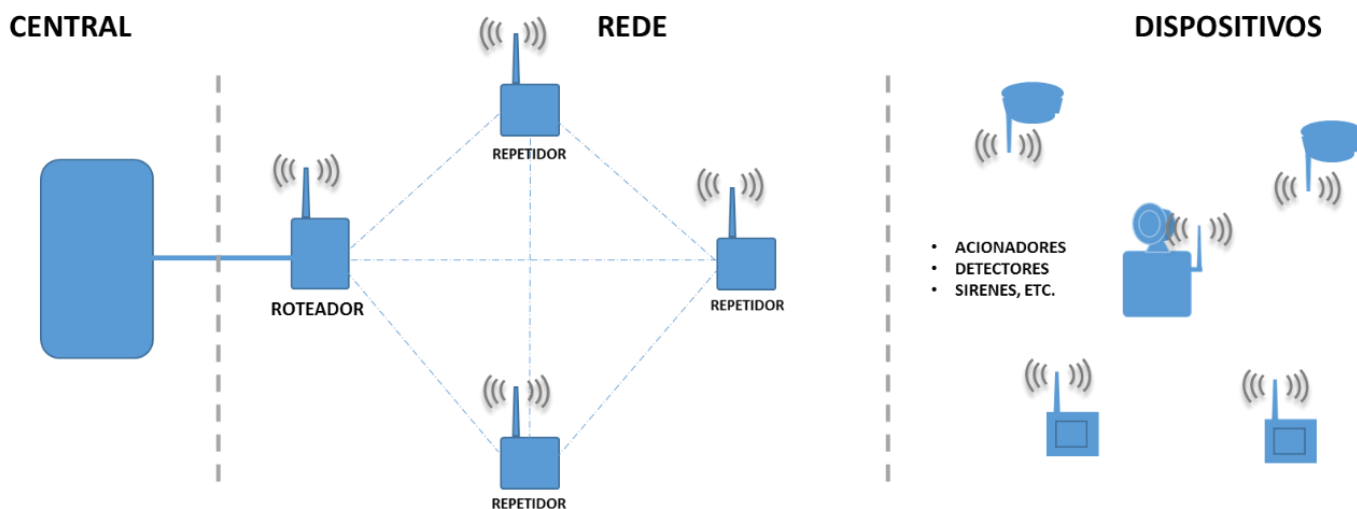 CENTRAL
REDE
DISPOSITIVOS
REPETIDOR
ROTEADOR
REPETIDOR
REPETIDOR
• ACIONADORES
• DETECTORES
• SIRENES, ETC.